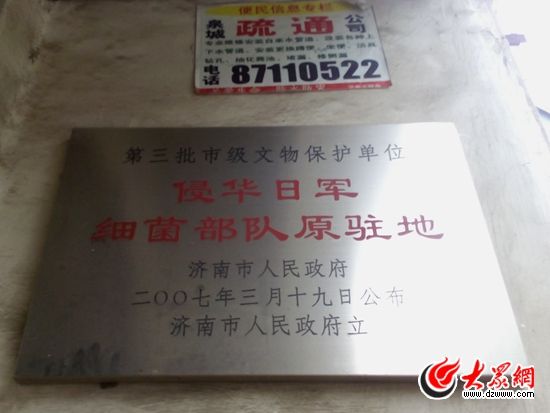 便民信息专栏
泉城 疏通 公司
电话 87110522
第三批市级文物保护单位
侵华日军
细菌部队原驻地
济南市人民政府
二〇〇七年三月十九日公布
济南市人民政府立
大众网
www.dzwww.com